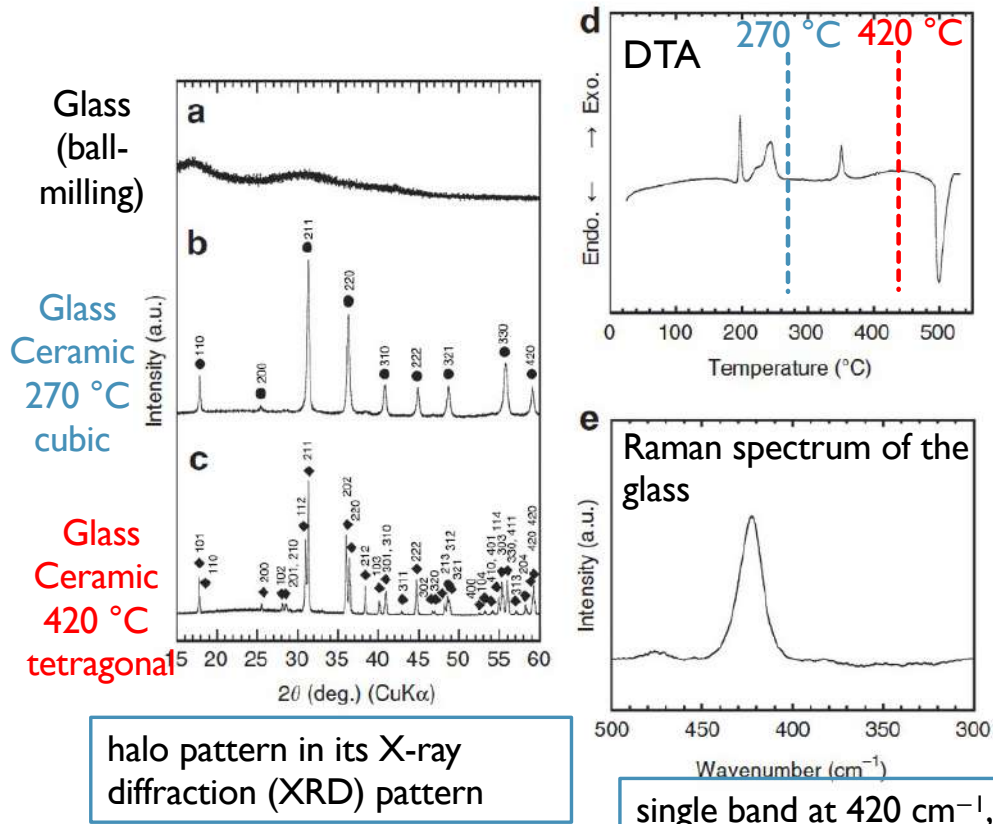 d
270 °C
420 °C
DTA
Endo. ← → Exo.
0
100
200
300
400
500
Temperature (°C)
Glass
(ball-
milling)
a
b
110
200
211
220
310
222
321
330
420
Glass
Ceramic
270 °C
cubic
Intensity (a.u.)
c
101
110
200
102
201, 210
112
211
202
220
212
103
301, 310
311
222
302
320
213
312
321
400
104
410, 401
114
303
330, 411
313
204
420
420
Glass
Ceramic
420 °C
tetragonal
15
20
25
30
35
40
45
50
55
60
2θ (deg.) (CuKα)
halo pattern in its X-ray
diffraction (XRD) pattern
e
Raman spectrum of the
glass
Intensity (a.u.)
500
450
400
350
300
Wavenumber (cm⁻¹)
single band at 420 cm⁻¹,